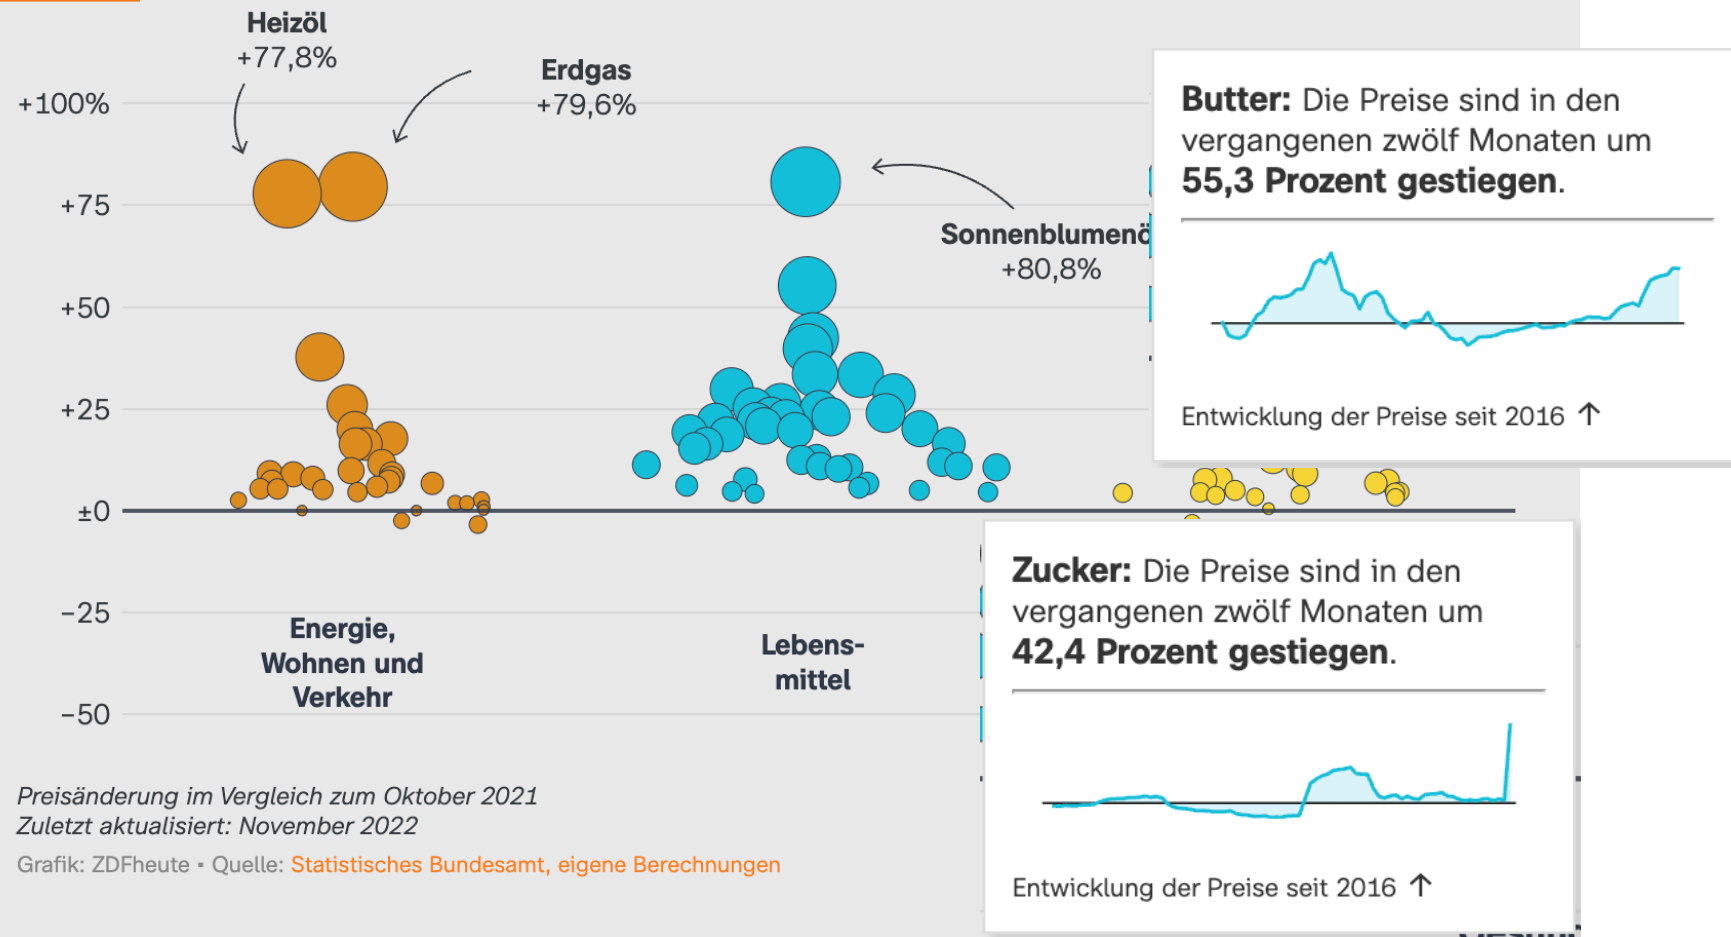 Heizöl
+77,8%
Erdgas
+79,6%
+100%
+75
+50
+25
±0
−25
−50
Sonnenblumenö
+80,8%
Energie,
Wohnen und
Verkehr
Lebens-
mittel
Butter: Die Preise sind in den
vergangenen zwölf Monaten um
55,3 Prozent gestiegen.
Entwicklung der Preise seit 2016 ↑
Zucker: Die Preise sind in den
vergangenen zwölf Monaten um
42,4 Prozent gestiegen.
Entwicklung der Preise seit 2016 ↑
Preisänderung im Vergleich zum Oktober 2021
Zuletzt aktualisiert: November 2022
Grafik: ZDFheute • Quelle: Statistisches Bundesamt, eigene Berechnungen